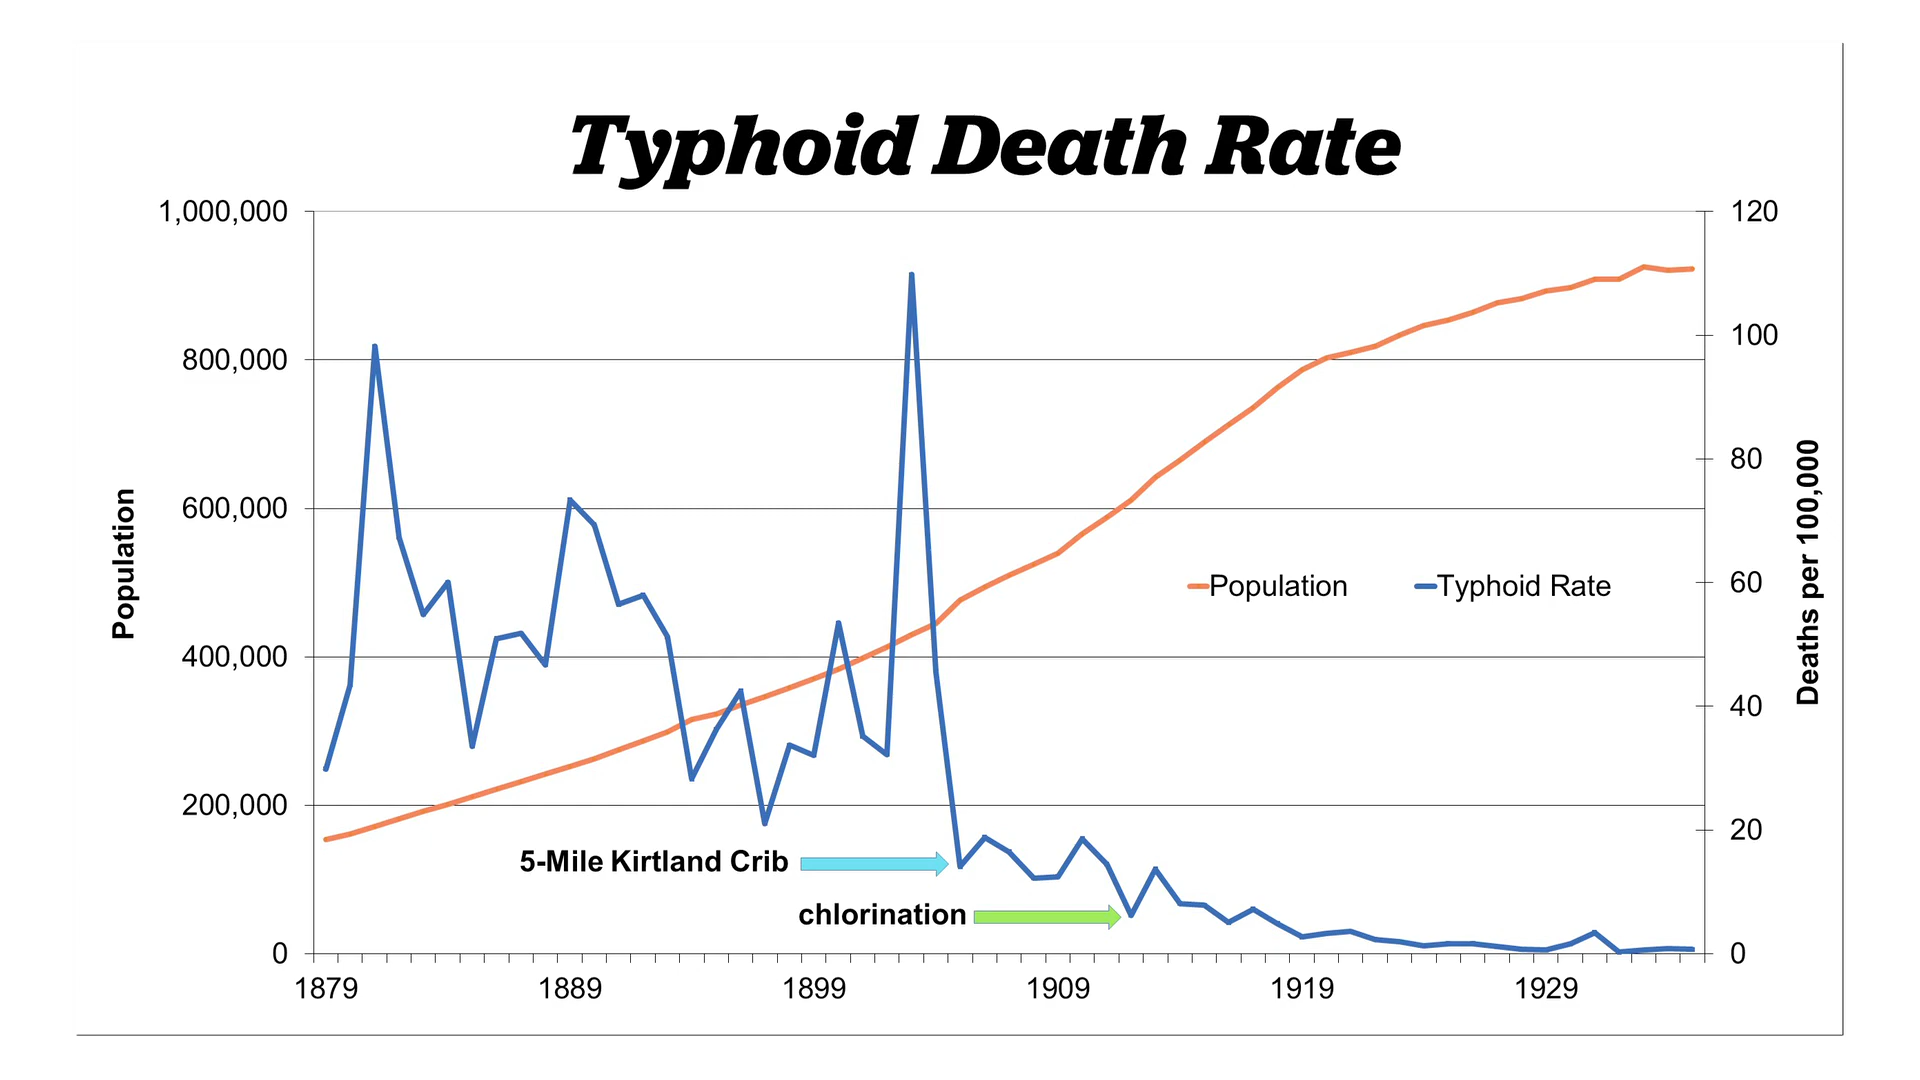 Typhoid Death Rate
1,000,000
800,000
600,000
400,000
200,000
0
Population
120
100
80
60
40
20
0
Deaths per 100,000
Population
Typhoid Rate
5-Mile Kirtland Crib
chlorination
1879 1889 1899 1909 1919 1929